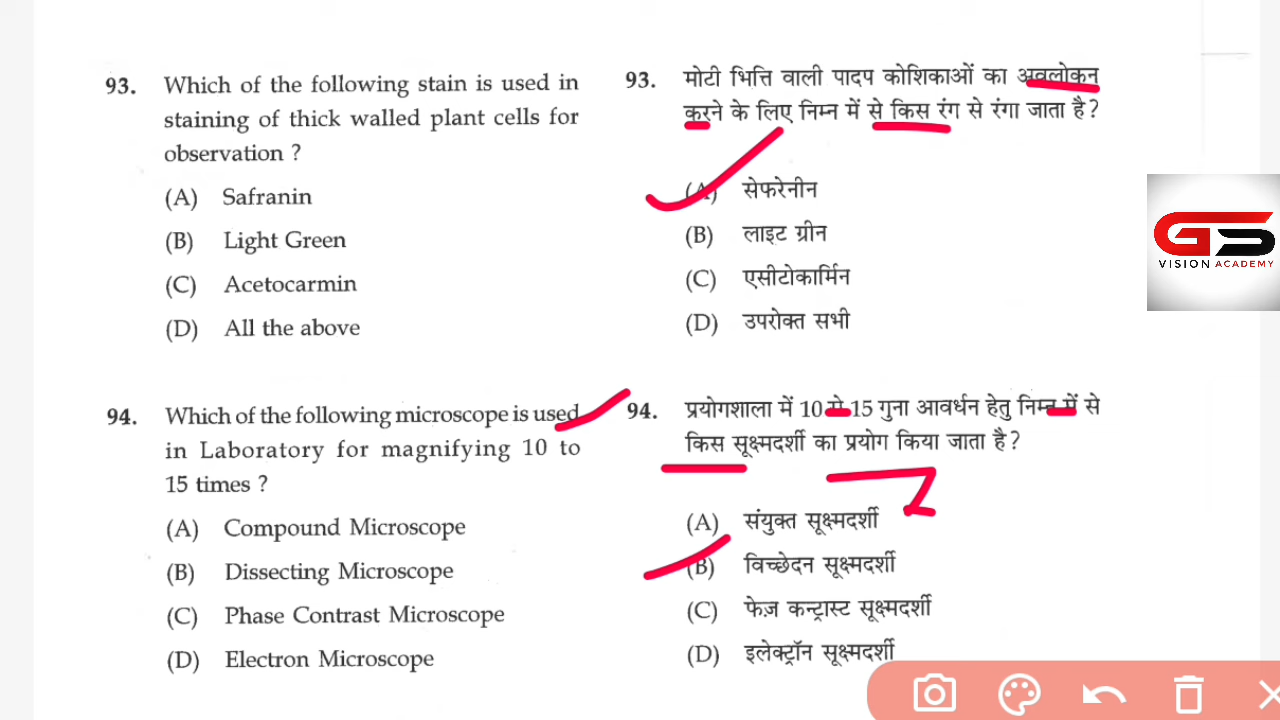 93. Which of the following stain is used in
staining of thick walled plant cells for
observation ?
(A) Safranin
(B) Light Green
(C) Acetocarmin
(D) All the above
94. Which of the following microscope is used
in Laboratory for magnifying 10 to
15 times ?
(A) Compound Microscope
(B) Dissecting Microscope
(C) Phase Contrast Microscope
(D) Electron Microscope
93. मोटी भित्ति वाली पादप कोशिकाओं का अवलोकन
करने के लिए निम्न में से किस रंग से रंगा जाता है ?
(A) सेफरेनीन
(B) लाइट ग्रीन
(C) एसीटोकार्मिन
(D) उपरोक्त सभी
94. प्रयोगशाला में 10 से 15 गुना आवर्धन हेतु निम्न में से
किस सूक्ष्मदर्शी का प्रयोग किया जाता है ?
(A) संयुक्त सूक्ष्मदर्शी
(B) विच्छेदन सूक्ष्मदर्शी
(C) फेज़ कन्ट्रास्ट सूक्ष्मदर्शी
(D) इलेक्ट्रॉन सूक्ष्मदर्शी
GS
VISION ACADEMY